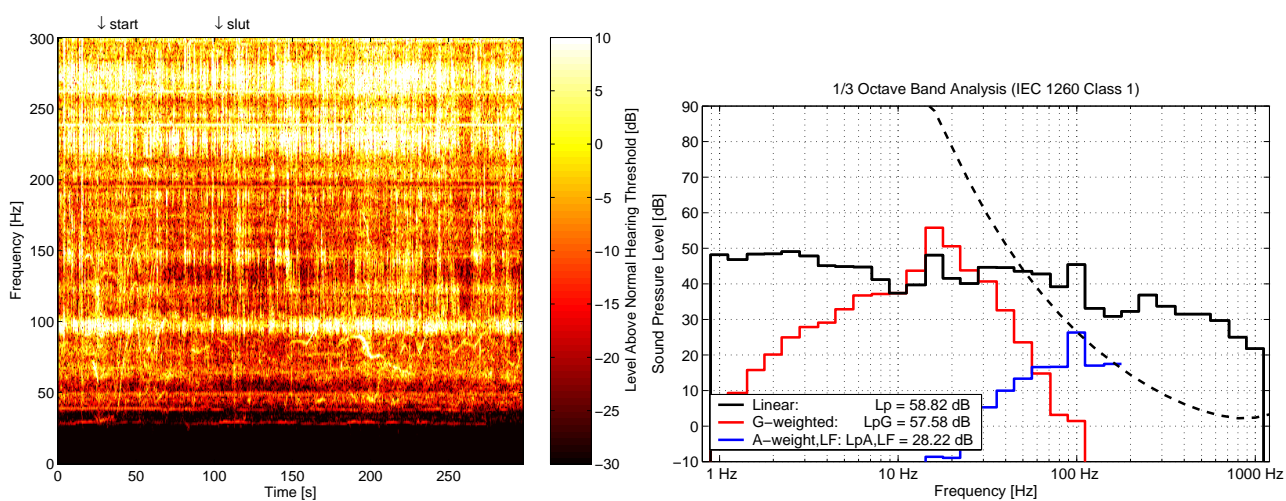 ↓ start
↓ slut
300
250
200
150
100
50
0
Frequency [Hz]
0
50
100
150
200
250
Time [s]
10
5
0
−5
−10
−15
−20
−25
−30
Level Above Normal Hearing Threshold [dB]
1/3 Octave Band Analysis (IEC 1260 Class 1)
90
80
70
60
50
40
30
20
10
0
−10
Sound Pressure Level [dB]
Linear: Lp = 58.82 dB
G−weighted: LpG = 57.58 dB
A−weight,LF: LpA,LF = 28.22 dB
1 Hz
10 Hz
100 Hz
1000 Hz
Frequency [Hz]